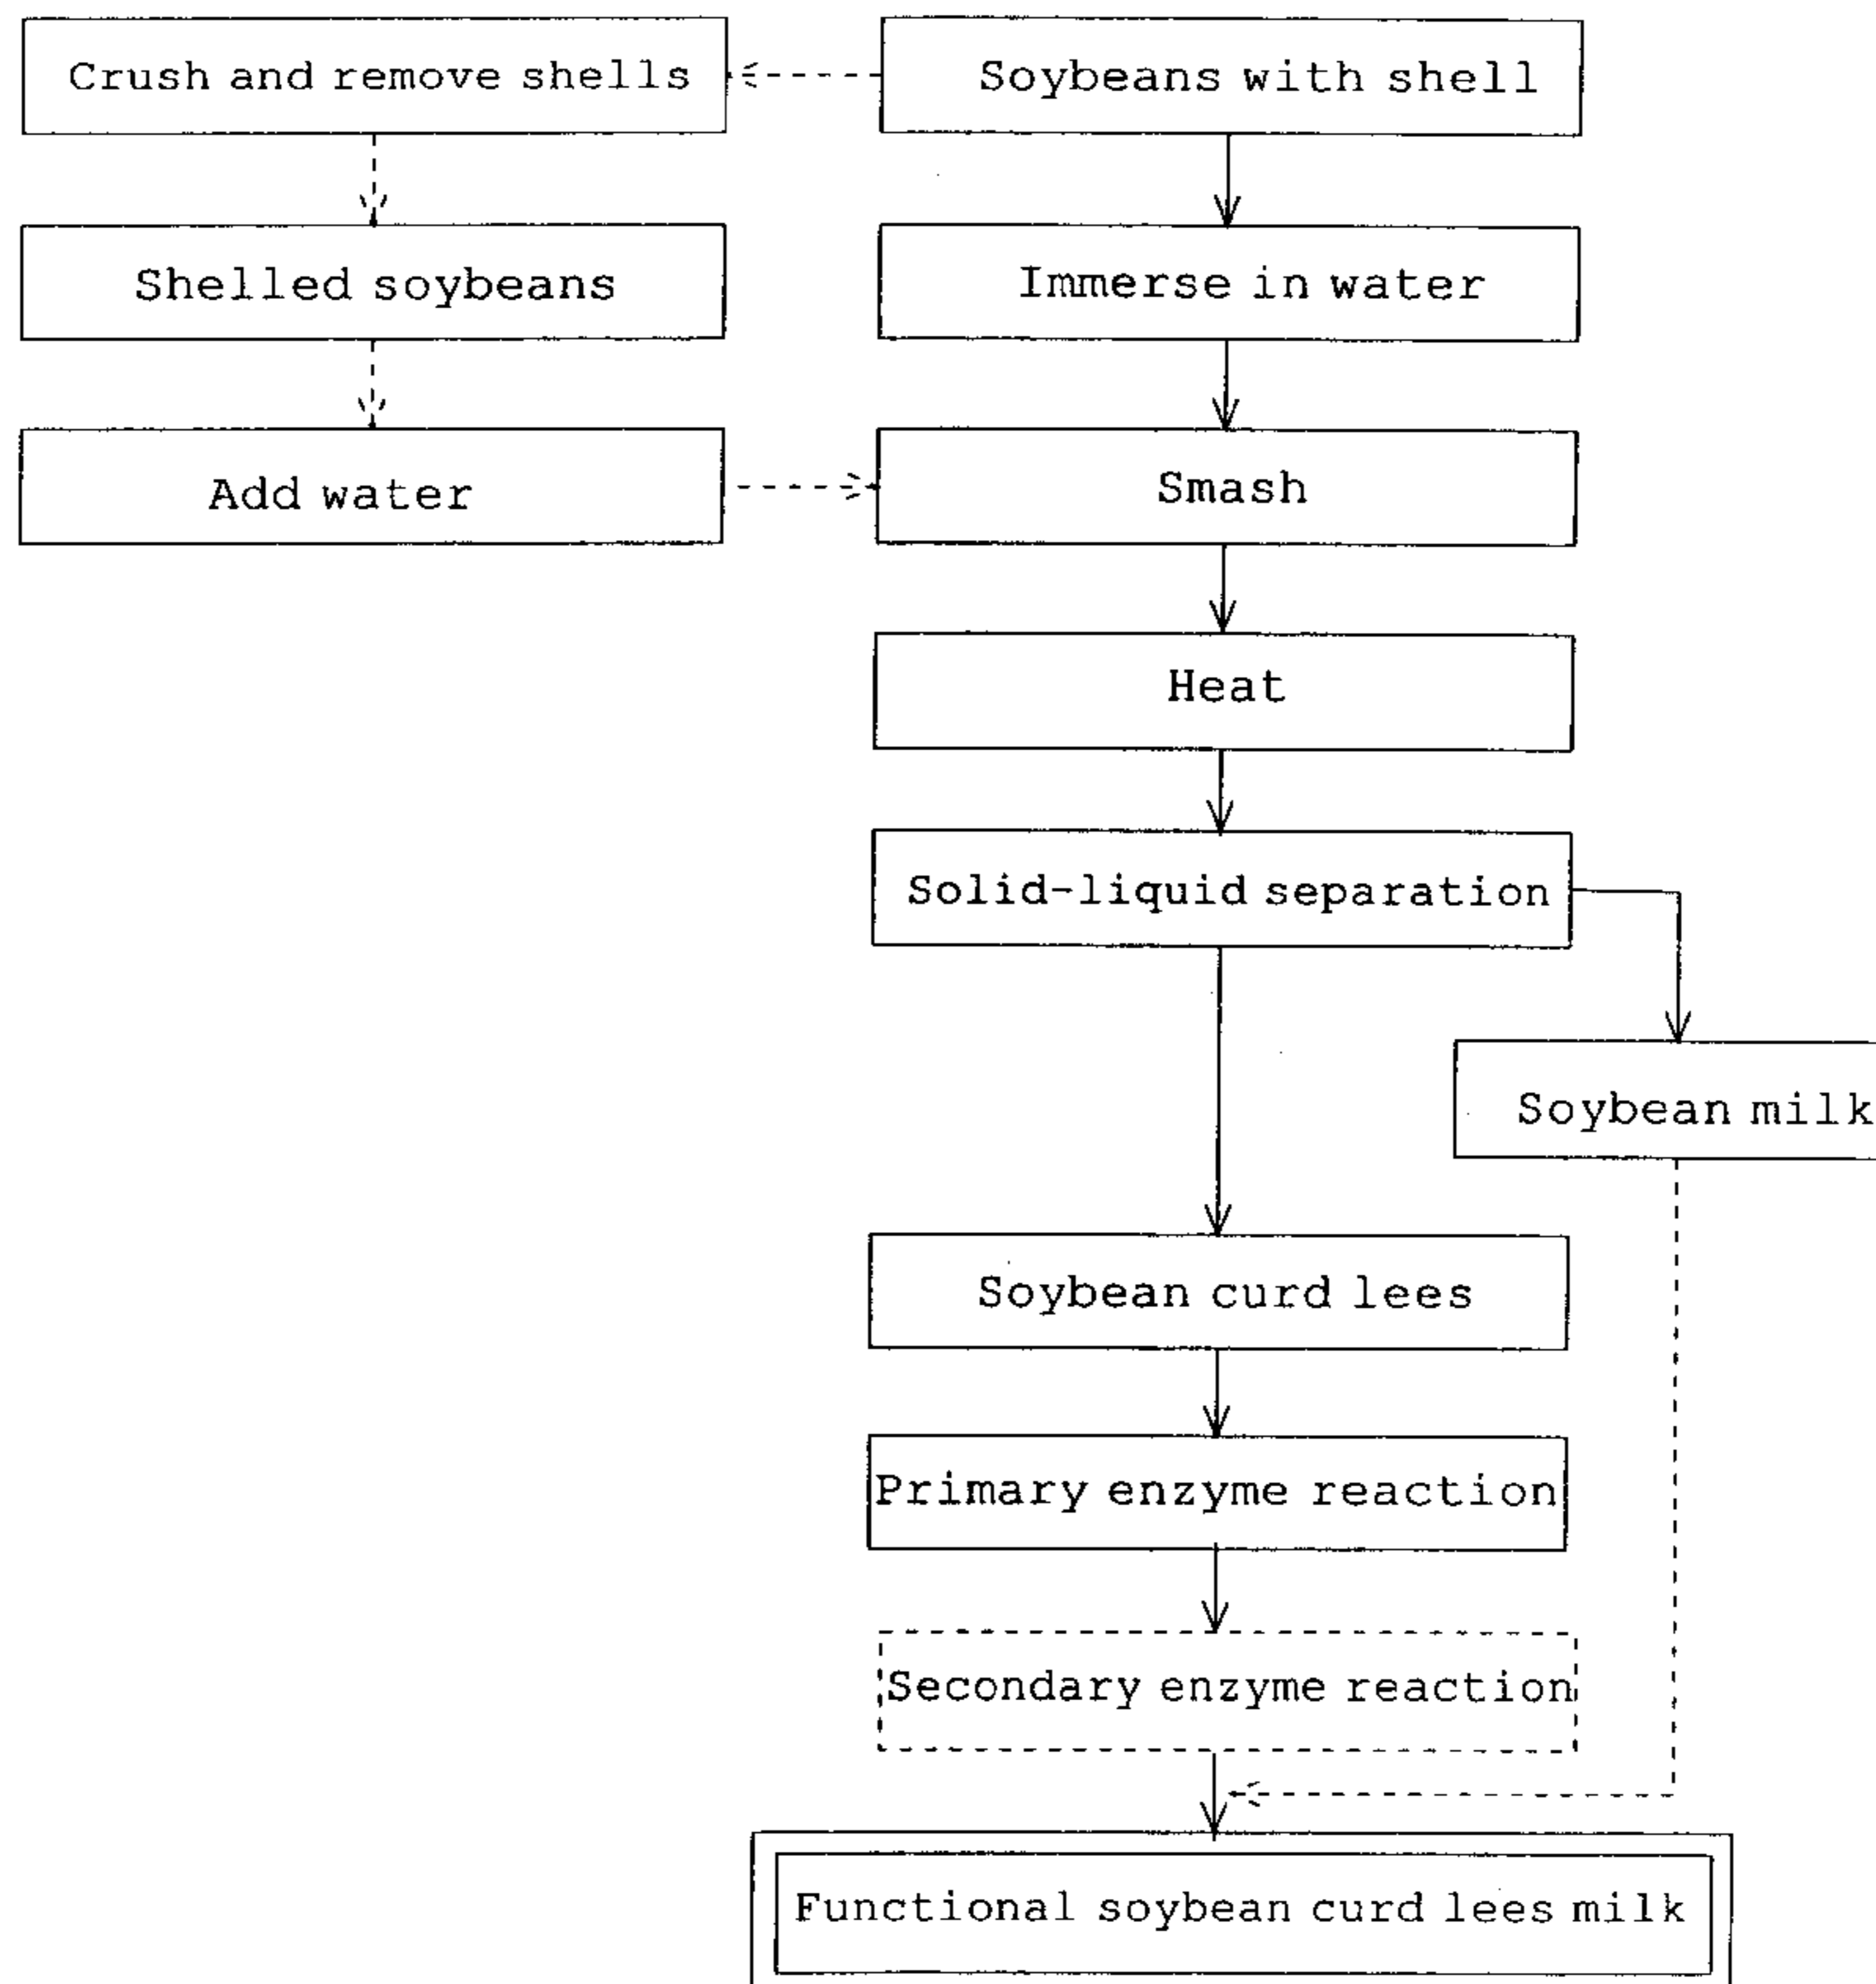 Crush and remove shells
Soybeans with shell
Shelled soybeans
Immerse in water
Add water
Smash
Heat
Solid-liquid separation
Soybean milk
Soybean curd lees
Primary enzyme reaction
Secondary enzyme reaction
Functional soybean curd lees milk